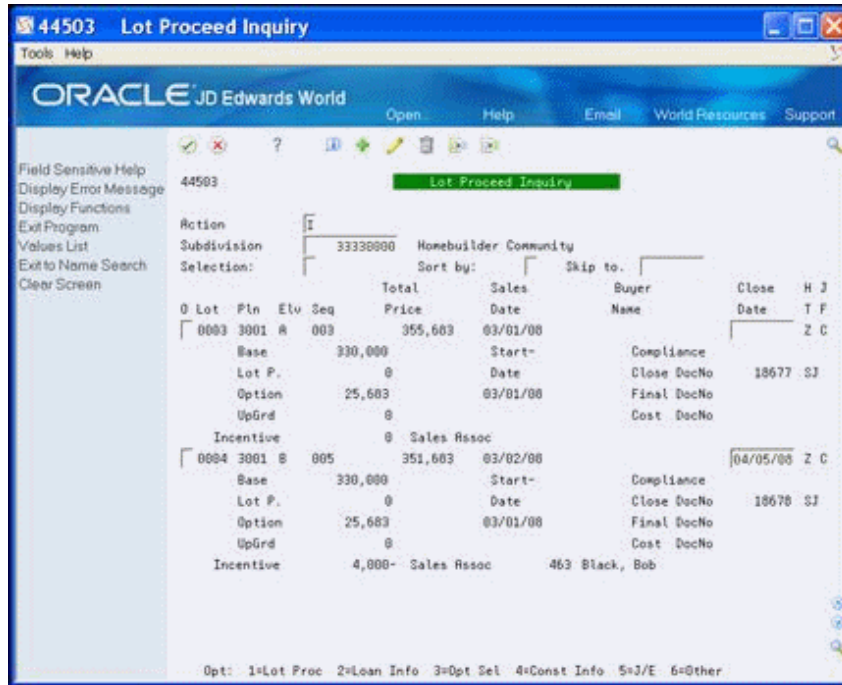 44503 Lot Proceed Inquiry
Tools Help
ORACLE JD Edwards World
Open Help Email World Resources Support
Field Sensitive Help
Display Error Message
Display Functions
Exit Program
Values List
Exit to Name Search
Clear Screen
?
44503 Lot Proceed Inquiry
Action I
Subdivision 33330000 Homebuilder Community
Selection: Sort by: Skip to.
Total Sales Buyer Close H J
O Lot Pln Elv Seq Price Date Name Date T F
0003 3001 A 003 355,683 03/01/08 Z C
Base 330,000 Start- Compliance
Lot P. 0 Date Close DocNo 18677 SJ
Option 25,683 03/01/08 Final DocNo
UpGrd 0 Cost DocNo
Incentive 0 Sales Assoc
0004 3001 B 005 351,683 03/02/08 04/05/08 Z C
Base 330,000 Start- Compliance
Lot P. 0 Date Close DocNo 18678 SJ
Option 25,683 03/01/08 Final DocNo
UpGrd 0 Cost DocNo
Incentive 4,000- Sales Assoc 463 Black, Bob
Opt: 1=Lot Proc 2=Loan Info 3=Opt Sel 4=Const Info 5=J/E 6=Other